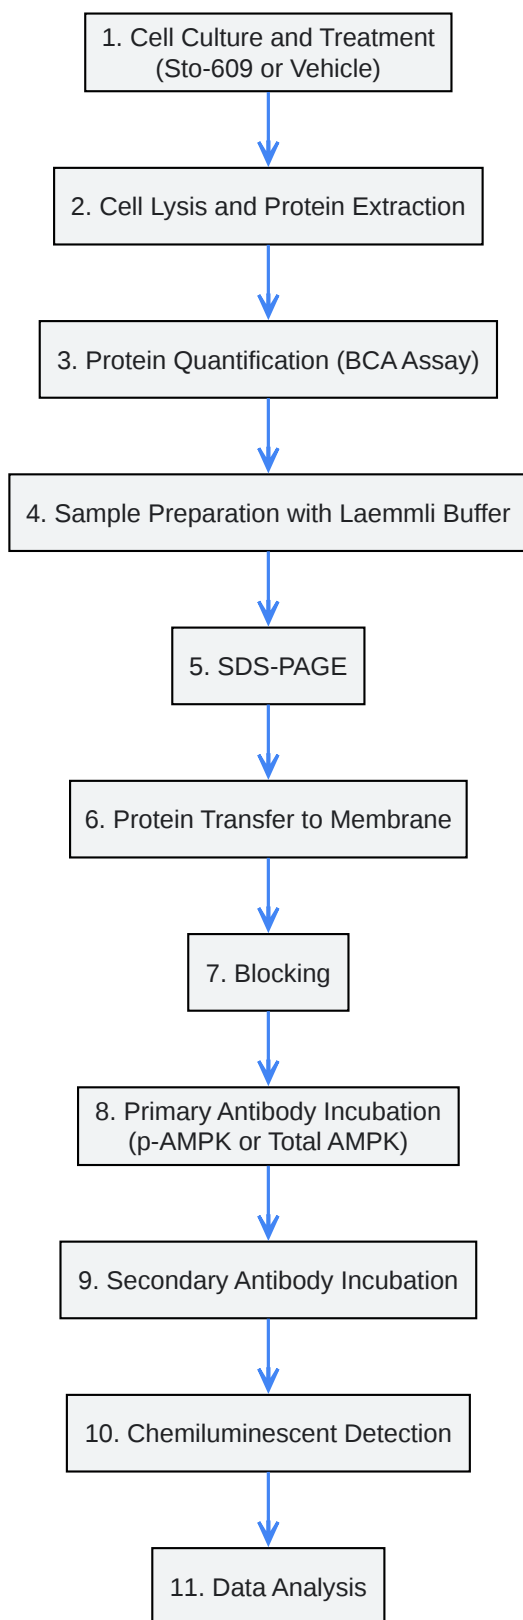 1. Cell Culture and Treatment
(Sto-609 or Vehicle)
2. Cell Lysis and Protein Extraction
3. Protein Quantification (BCA Assay)
4. Sample Preparation with Laemmli Buffer
5. SDS-PAGE
6. Protein Transfer to Membrane
7. Blocking
8. Primary Antibody Incubation
(p-AMPK or Total AMPK)
9. Secondary Antibody Incubation
10. Chemiluminescent Detection
11. Data Analysis